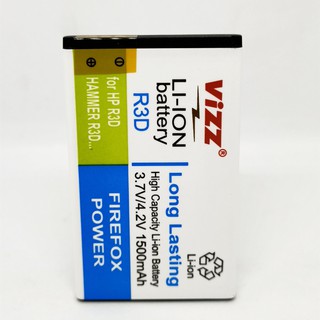 Vizz®
LI-ION
battery
R3D
for HP R3D
HAMMER R3D...
Long Lasting
High Capacity Li-ion Battery
3.7V/4.2V 1500mAh
FIREFOX
POWER
Li-ion